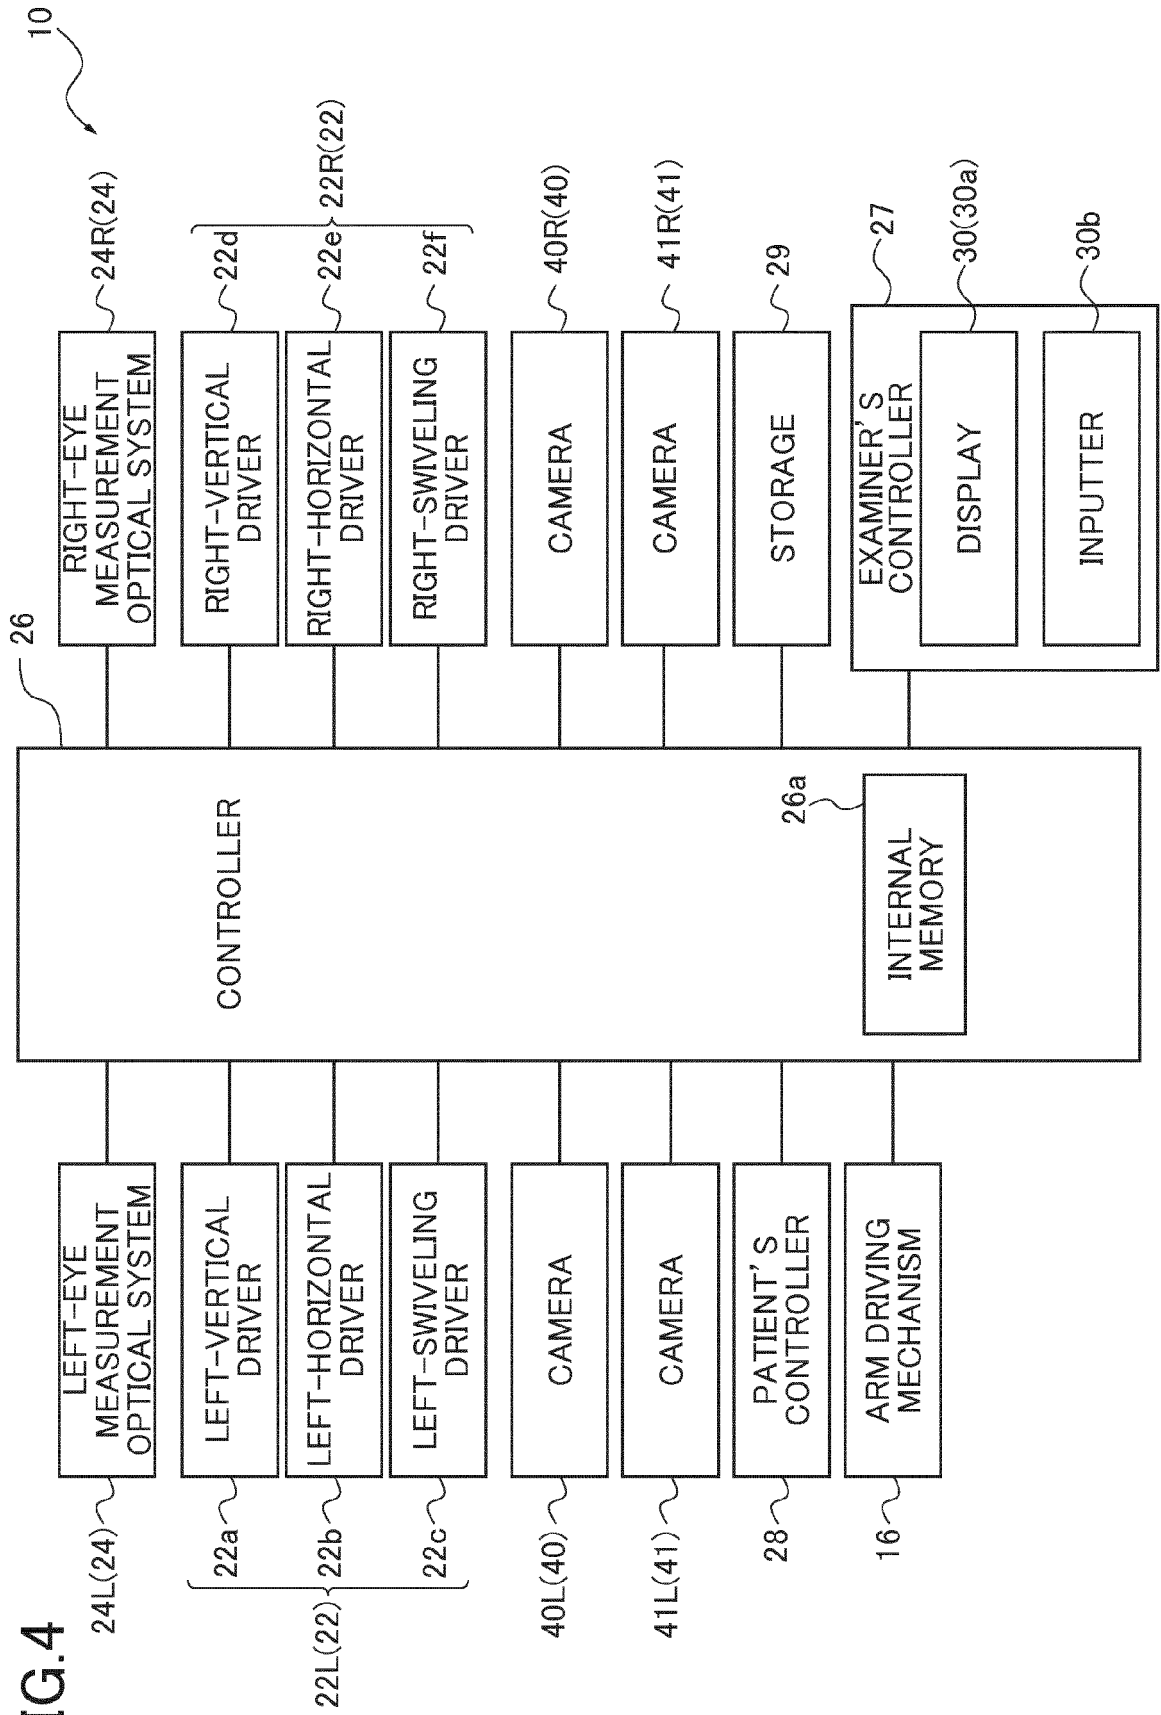 IG.4
10
24L(24)
LEFT-EYE
MEASUREMENT
OPTICAL SYSTEM
22L(22)
22a
LEFT-VERTICAL
DRIVER
22b
LEFT-HORIZONTAL
DRIVER
22c
LEFT-SWIVELING
DRIVER
40L(40)
CAMERA
41L(41)
CAMERA
28
PATIENT'S
CONTROLLER
16
ARM DRIVING
MECHANISM
26
CONTROLLER
26a
INTERNAL
MEMORY
RIGHT-EYE
MEASUREMENT
OPTICAL SYSTEM
24R(24)
RIGHT-VERTICAL
DRIVER
22d
RIGHT-HORIZONTAL
DRIVER
22e
RIGHT-SWIVELING
DRIVER
22f
22R(22)
CAMERA
40R(40)
CAMERA
41R(41)
STORAGE
29
EXAMINER'S
CONTROLLER
27
DISPLAY
30(30a)
INPUTTER
30b